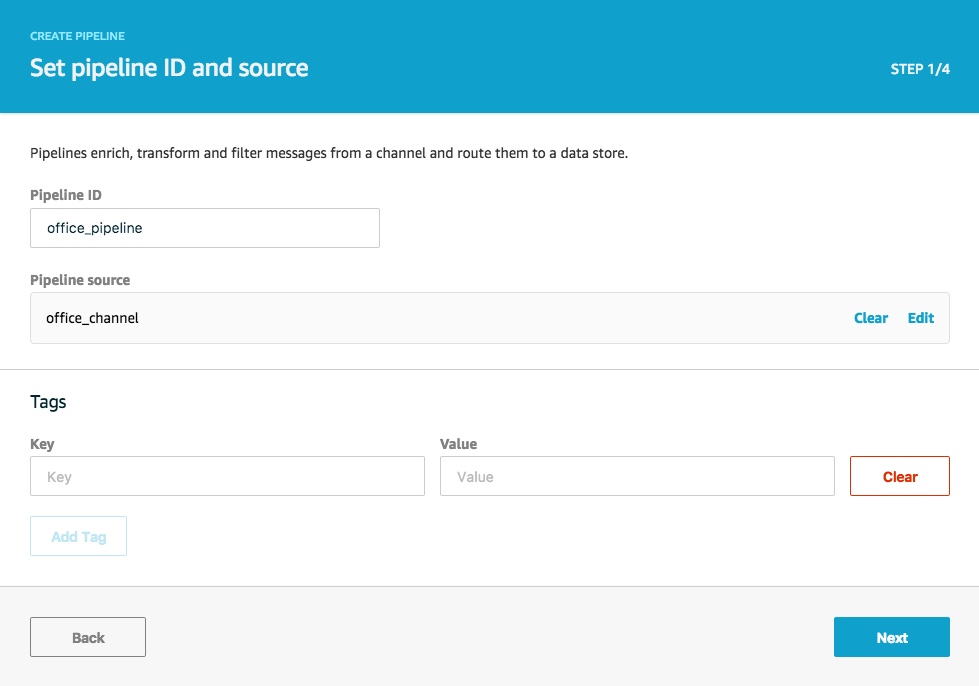 CREATE PIPELINE
Set pipeline ID and source
STEP 1/4
Pipelines enrich, transform and filter messages from a channel and route them to a data store.
Pipeline ID
office_pipeline
Pipeline source
office_channel Clear Edit
Tags
Key Value
Key Value Clear
Add Tag
Back Next